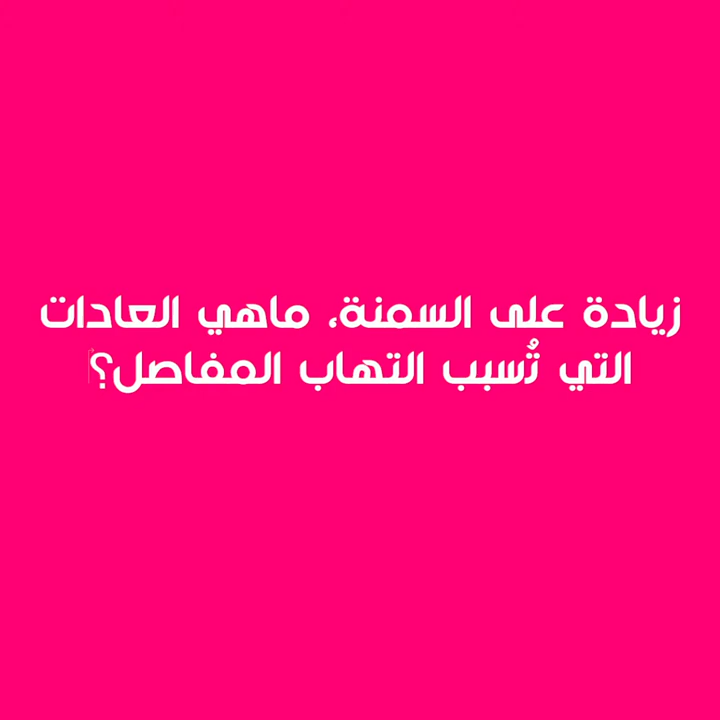 زيادة على السمنة، ماهي العادات
التي تُسبب التهاب المفاصل؟